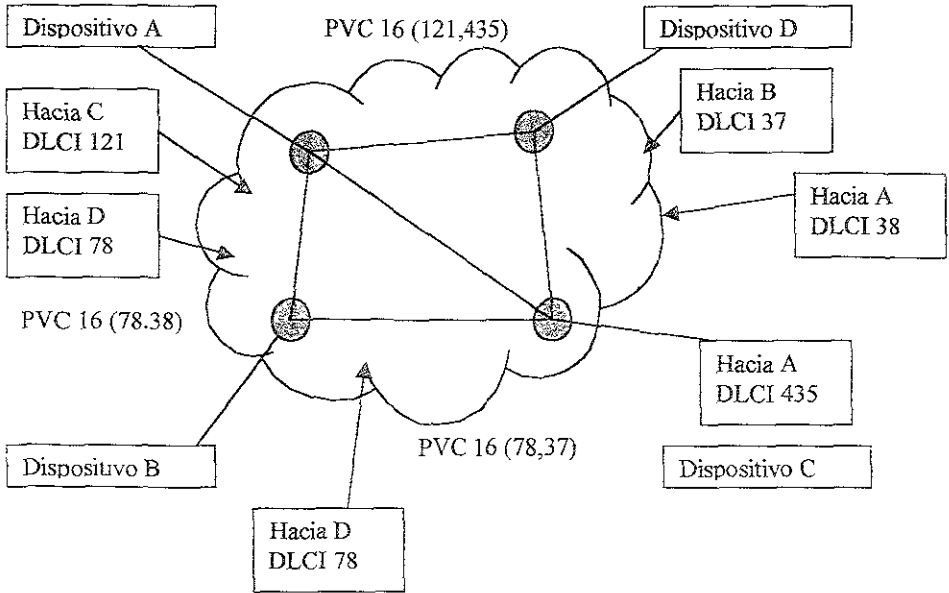 Dispositivo A
PVC 16 (121,435)
Dispositivo D
Hacia C
DLCI 121
Hacia B
DLCI 37
Hacia D
DLCI 78
Hacia A
DLCI 38
PVC 16 (78.38)
Hacia A
DLCI 435
PVC 16 (78,37)
Dispositivo B
Dispositivo C
Hacia D
DLCI 78